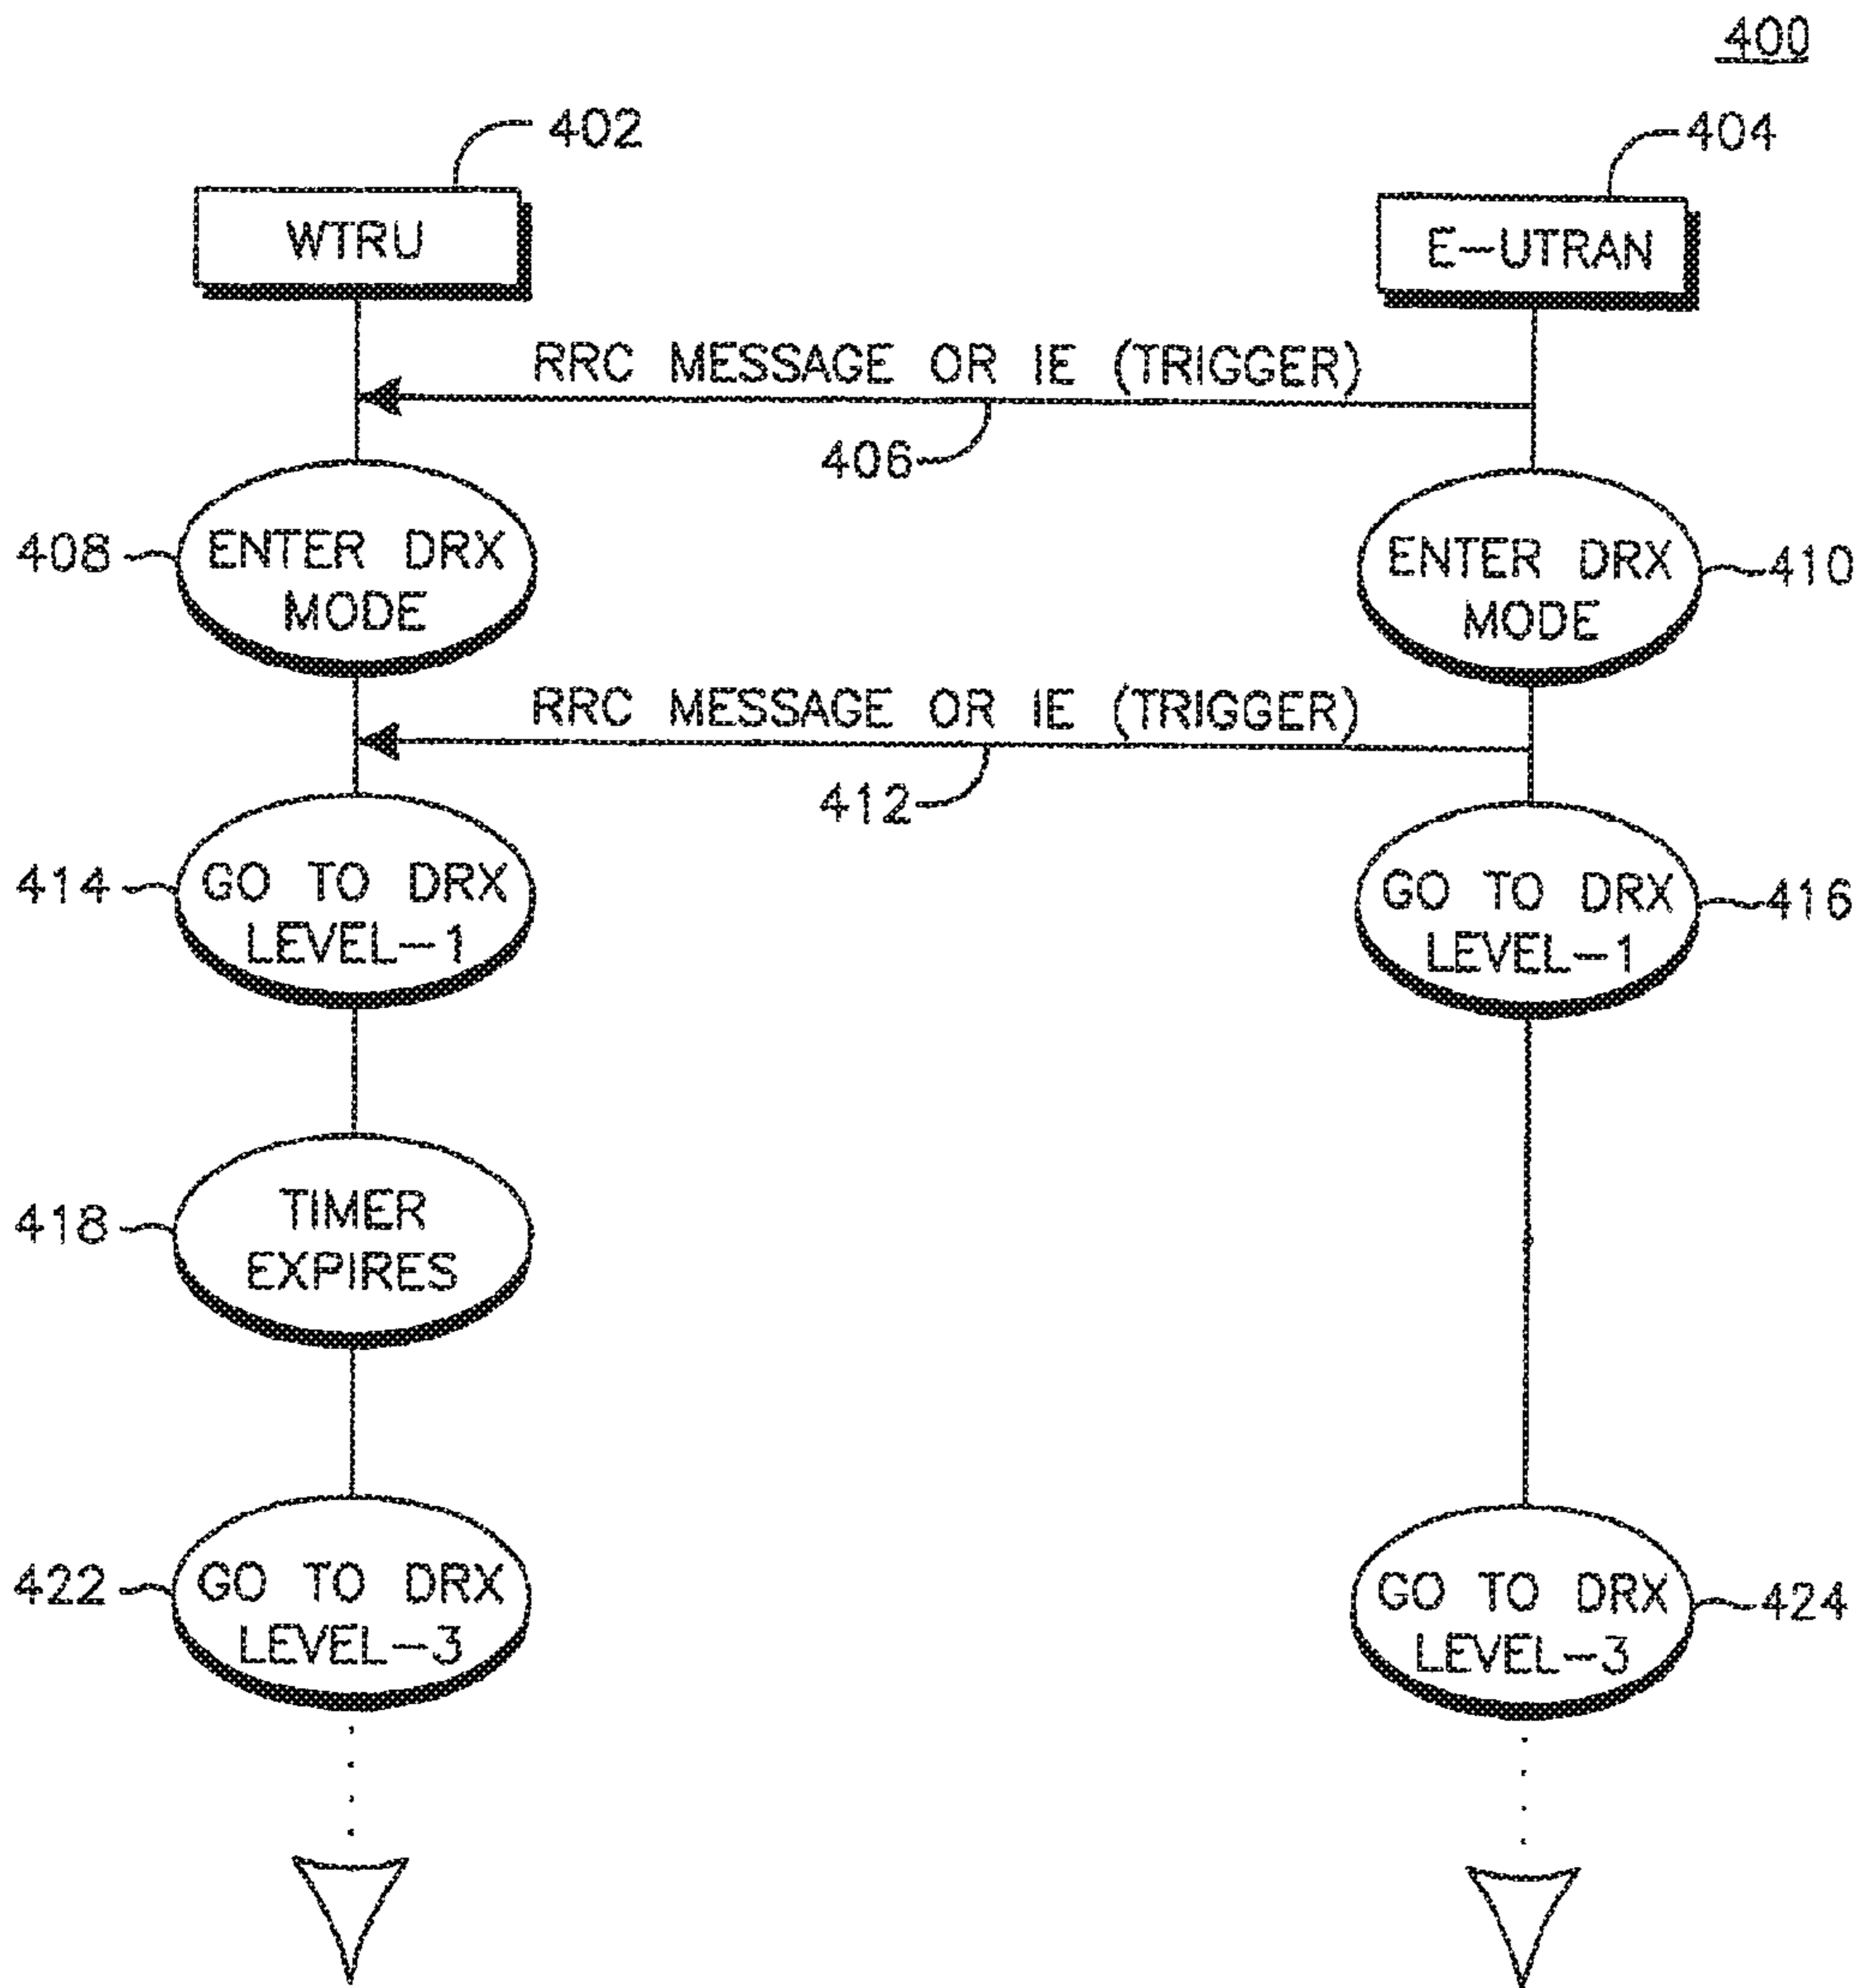 400
402
404
WTRU
E-UTRAN
RRC MESSAGE OR IE (TRIGGER)
406
408
ENTER DRX
MODE
ENTER DRX
MODE
410
RRC MESSAGE OR IE (TRIGGER)
412
414
GO TO DRX
LEVEL-1
GO TO DRX
LEVEL-1
416
418
TIMER
EXPIRES
422
GO TO DRX
LEVEL-3
GO TO DRX
LEVEL-3
424